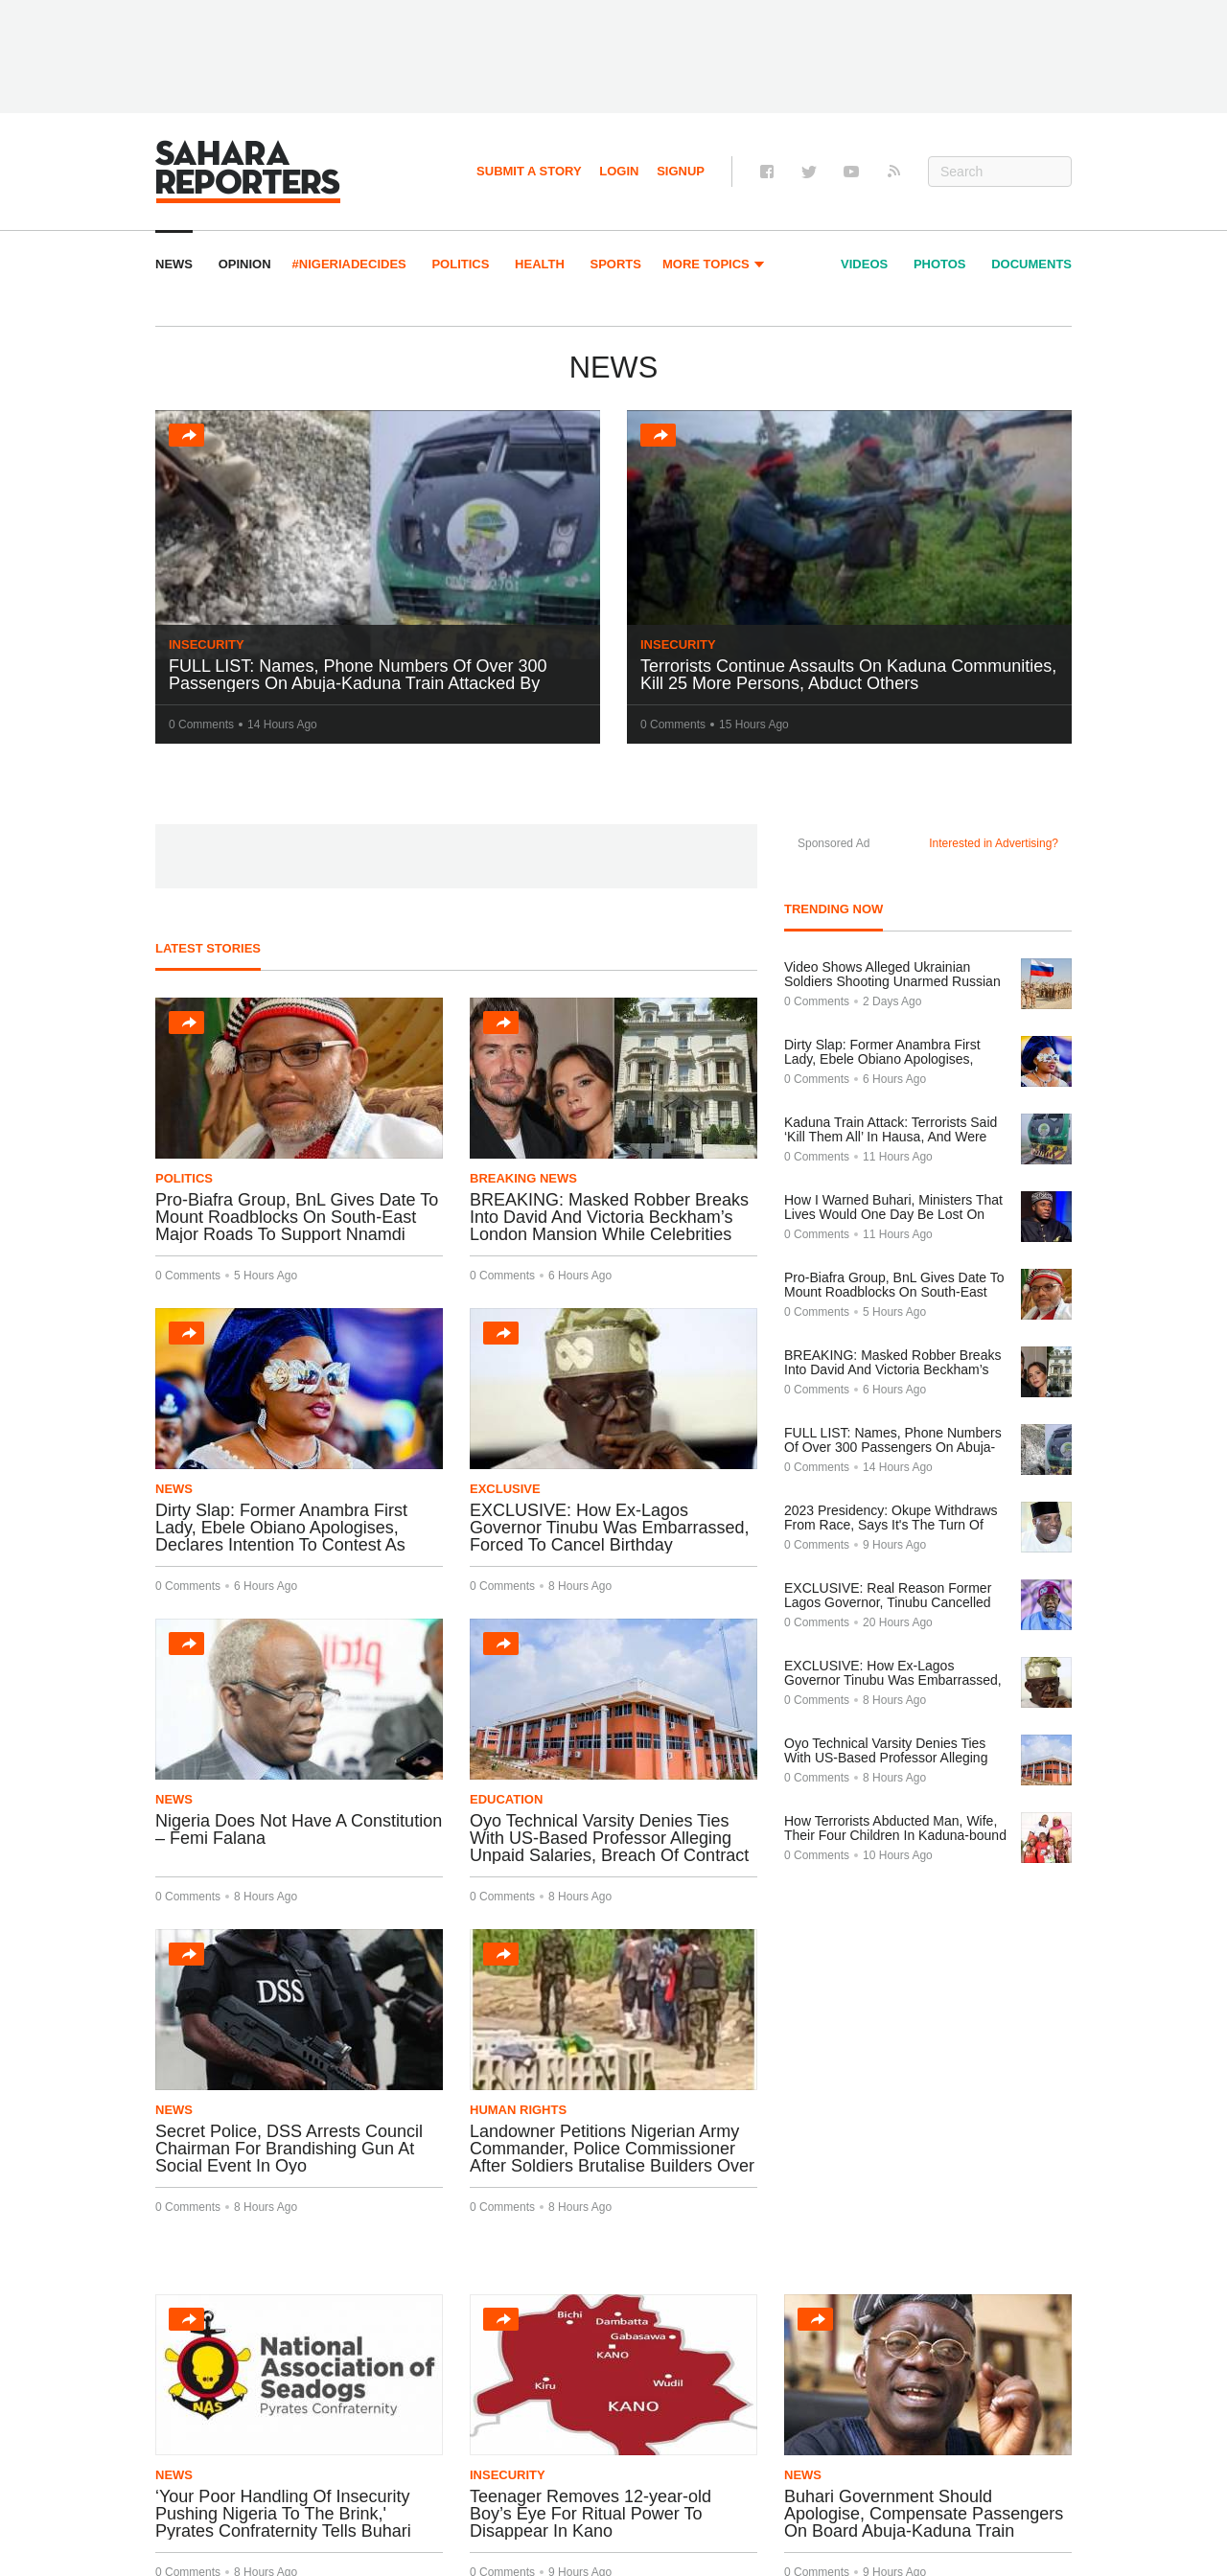 SAHARA
REPORTERS
SUBMIT A STORY LOGIN SIGNUP
Search
NEWS OPINION #NIGERIADECIDES POLITICS HEALTH SPORTS MORE TOPICS VIDEOS PHOTOS DOCUMENTS
NEWS
INSECURITY
FULL LIST: Names, Phone Numbers Of Over 300
Passengers On Abuja-Kaduna Train Attacked By
0 Comments • 14 Hours Ago
INSECURITY
Terrorists Continue Assaults On Kaduna Communities,
Kill 25 More Persons, Abduct Others
0 Comments • 15 Hours Ago
LATEST STORIES
POLITICS
Pro-Biafra Group, BnL Gives Date To
Mount Roadblocks On South-East
Major Roads To Support Nnamdi
0 Comments • 5 Hours Ago
BREAKING NEWS
BREAKING: Masked Robber Breaks
Into David And Victoria Beckham’s
London Mansion While Celebrities
0 Comments • 6 Hours Ago
NEWS
Dirty Slap: Former Anambra First
Lady, Ebele Obiano Apologises,
Declares Intention To Contest As
0 Comments • 6 Hours Ago
EXCLUSIVE
EXCLUSIVE: How Ex-Lagos
Governor Tinubu Was Embarrassed,
Forced To Cancel Birthday
0 Comments • 8 Hours Ago
ptcij
NEWS
Nigeria Does Not Have A Constitution
– Femi Falana
0 Comments • 8 Hours Ago
EDUCATION
Oyo Technical Varsity Denies Ties
With US-Based Professor Alleging
Unpaid Salaries, Breach Of Contract
0 Comments • 8 Hours Ago
DSS
NEWS
Secret Police, DSS Arrests Council
Chairman For Brandishing Gun At
Social Event In Oyo
0 Comments • 8 Hours Ago
HUMAN RIGHTS
Landowner Petitions Nigerian Army
Commander, Police Commissioner
After Soldiers Brutalise Builders Over
0 Comments • 8 Hours Ago
Sponsored Ad Interested in Advertising?
TRENDING NOW
Video Shows Alleged Ukrainian
Soldiers Shooting Unarmed Russian
0 Comments • 2 Days Ago
Dirty Slap: Former Anambra First
Lady, Ebele Obiano Apologises,
0 Comments • 6 Hours Ago
Kaduna Train Attack: Terrorists Said
‘Kill Them All’ In Hausa, And Were
0 Comments • 11 Hours Ago
How I Warned Buhari, Ministers That
Lives Would One Day Be Lost On
0 Comments • 11 Hours Ago
Pro-Biafra Group, BnL Gives Date To
Mount Roadblocks On South-East
0 Comments • 5 Hours Ago
BREAKING: Masked Robber Breaks
Into David And Victoria Beckham’s
0 Comments • 6 Hours Ago
FULL LIST: Names, Phone Numbers
Of Over 300 Passengers On Abuja-
0 Comments • 14 Hours Ago
2023 Presidency: Okupe Withdraws
From Race, Says It's The Turn Of
0 Comments • 9 Hours Ago
EXCLUSIVE: Real Reason Former
Lagos Governor, Tinubu Cancelled
0 Comments • 20 Hours Ago
EXCLUSIVE: How Ex-Lagos
Governor Tinubu Was Embarrassed,
0 Comments • 8 Hours Ago
Oyo Technical Varsity Denies Ties
With US-Based Professor Alleging
0 Comments • 8 Hours Ago
How Terrorists Abducted Man, Wife,
Their Four Children In Kaduna-bound
0 Comments • 10 Hours Ago
NAS
National
Association of
Seadogs
Pyrates Confraternity
NEWS
‘Your Poor Handling Of Insecurity
Pushing Nigeria To The Brink,'
Pyrates Confraternity Tells Buhari
0 Comments • 8 Hours Ago
Bichi
Dambatta
Gabasawa
KANO
Kiru
Wudil
KANO
INSECURITY
Teenager Removes 12-year-old
Boy’s Eye For Ritual Power To
Disappear In Kano
0 Comments • 9 Hours Ago
NEWS
Buhari Government Should
Apologise, Compensate Passengers
On Board Abuja-Kaduna Train
0 Comments • 9 Hours Ago